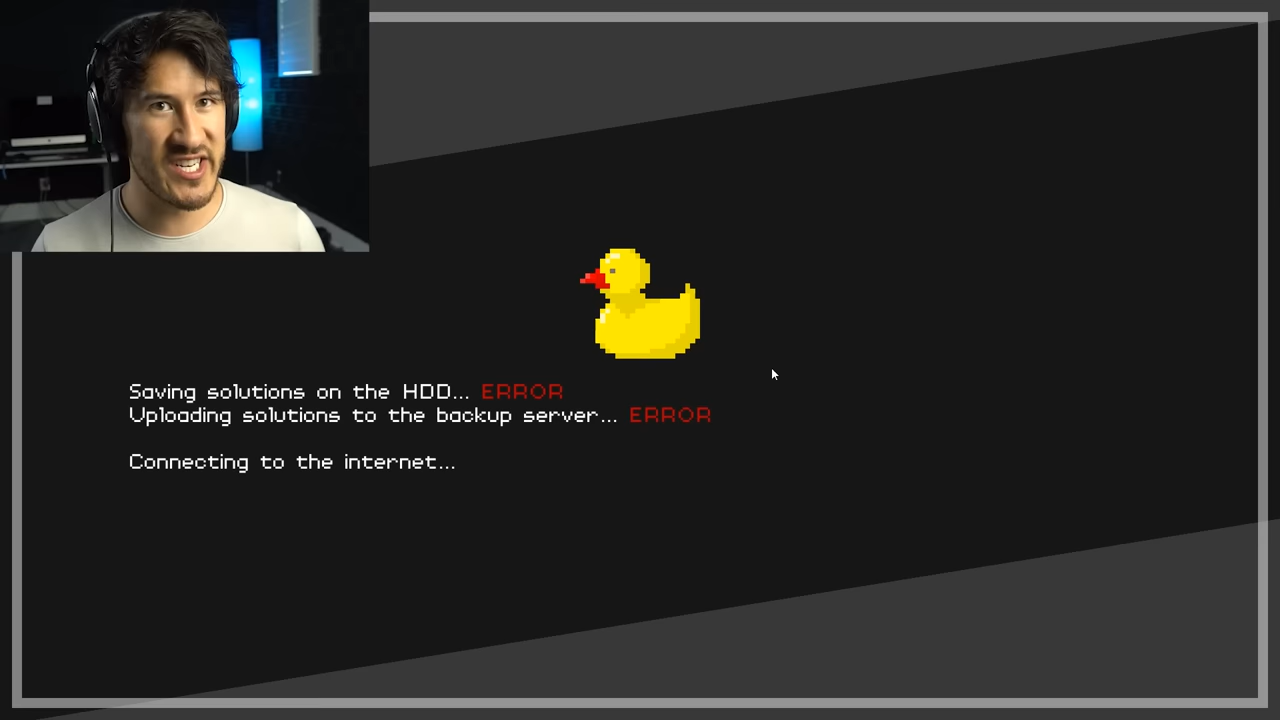 Saving solutions on the HDD... ERROR
Uploading solutions to the backup server... ERROR
Connecting to the internet...